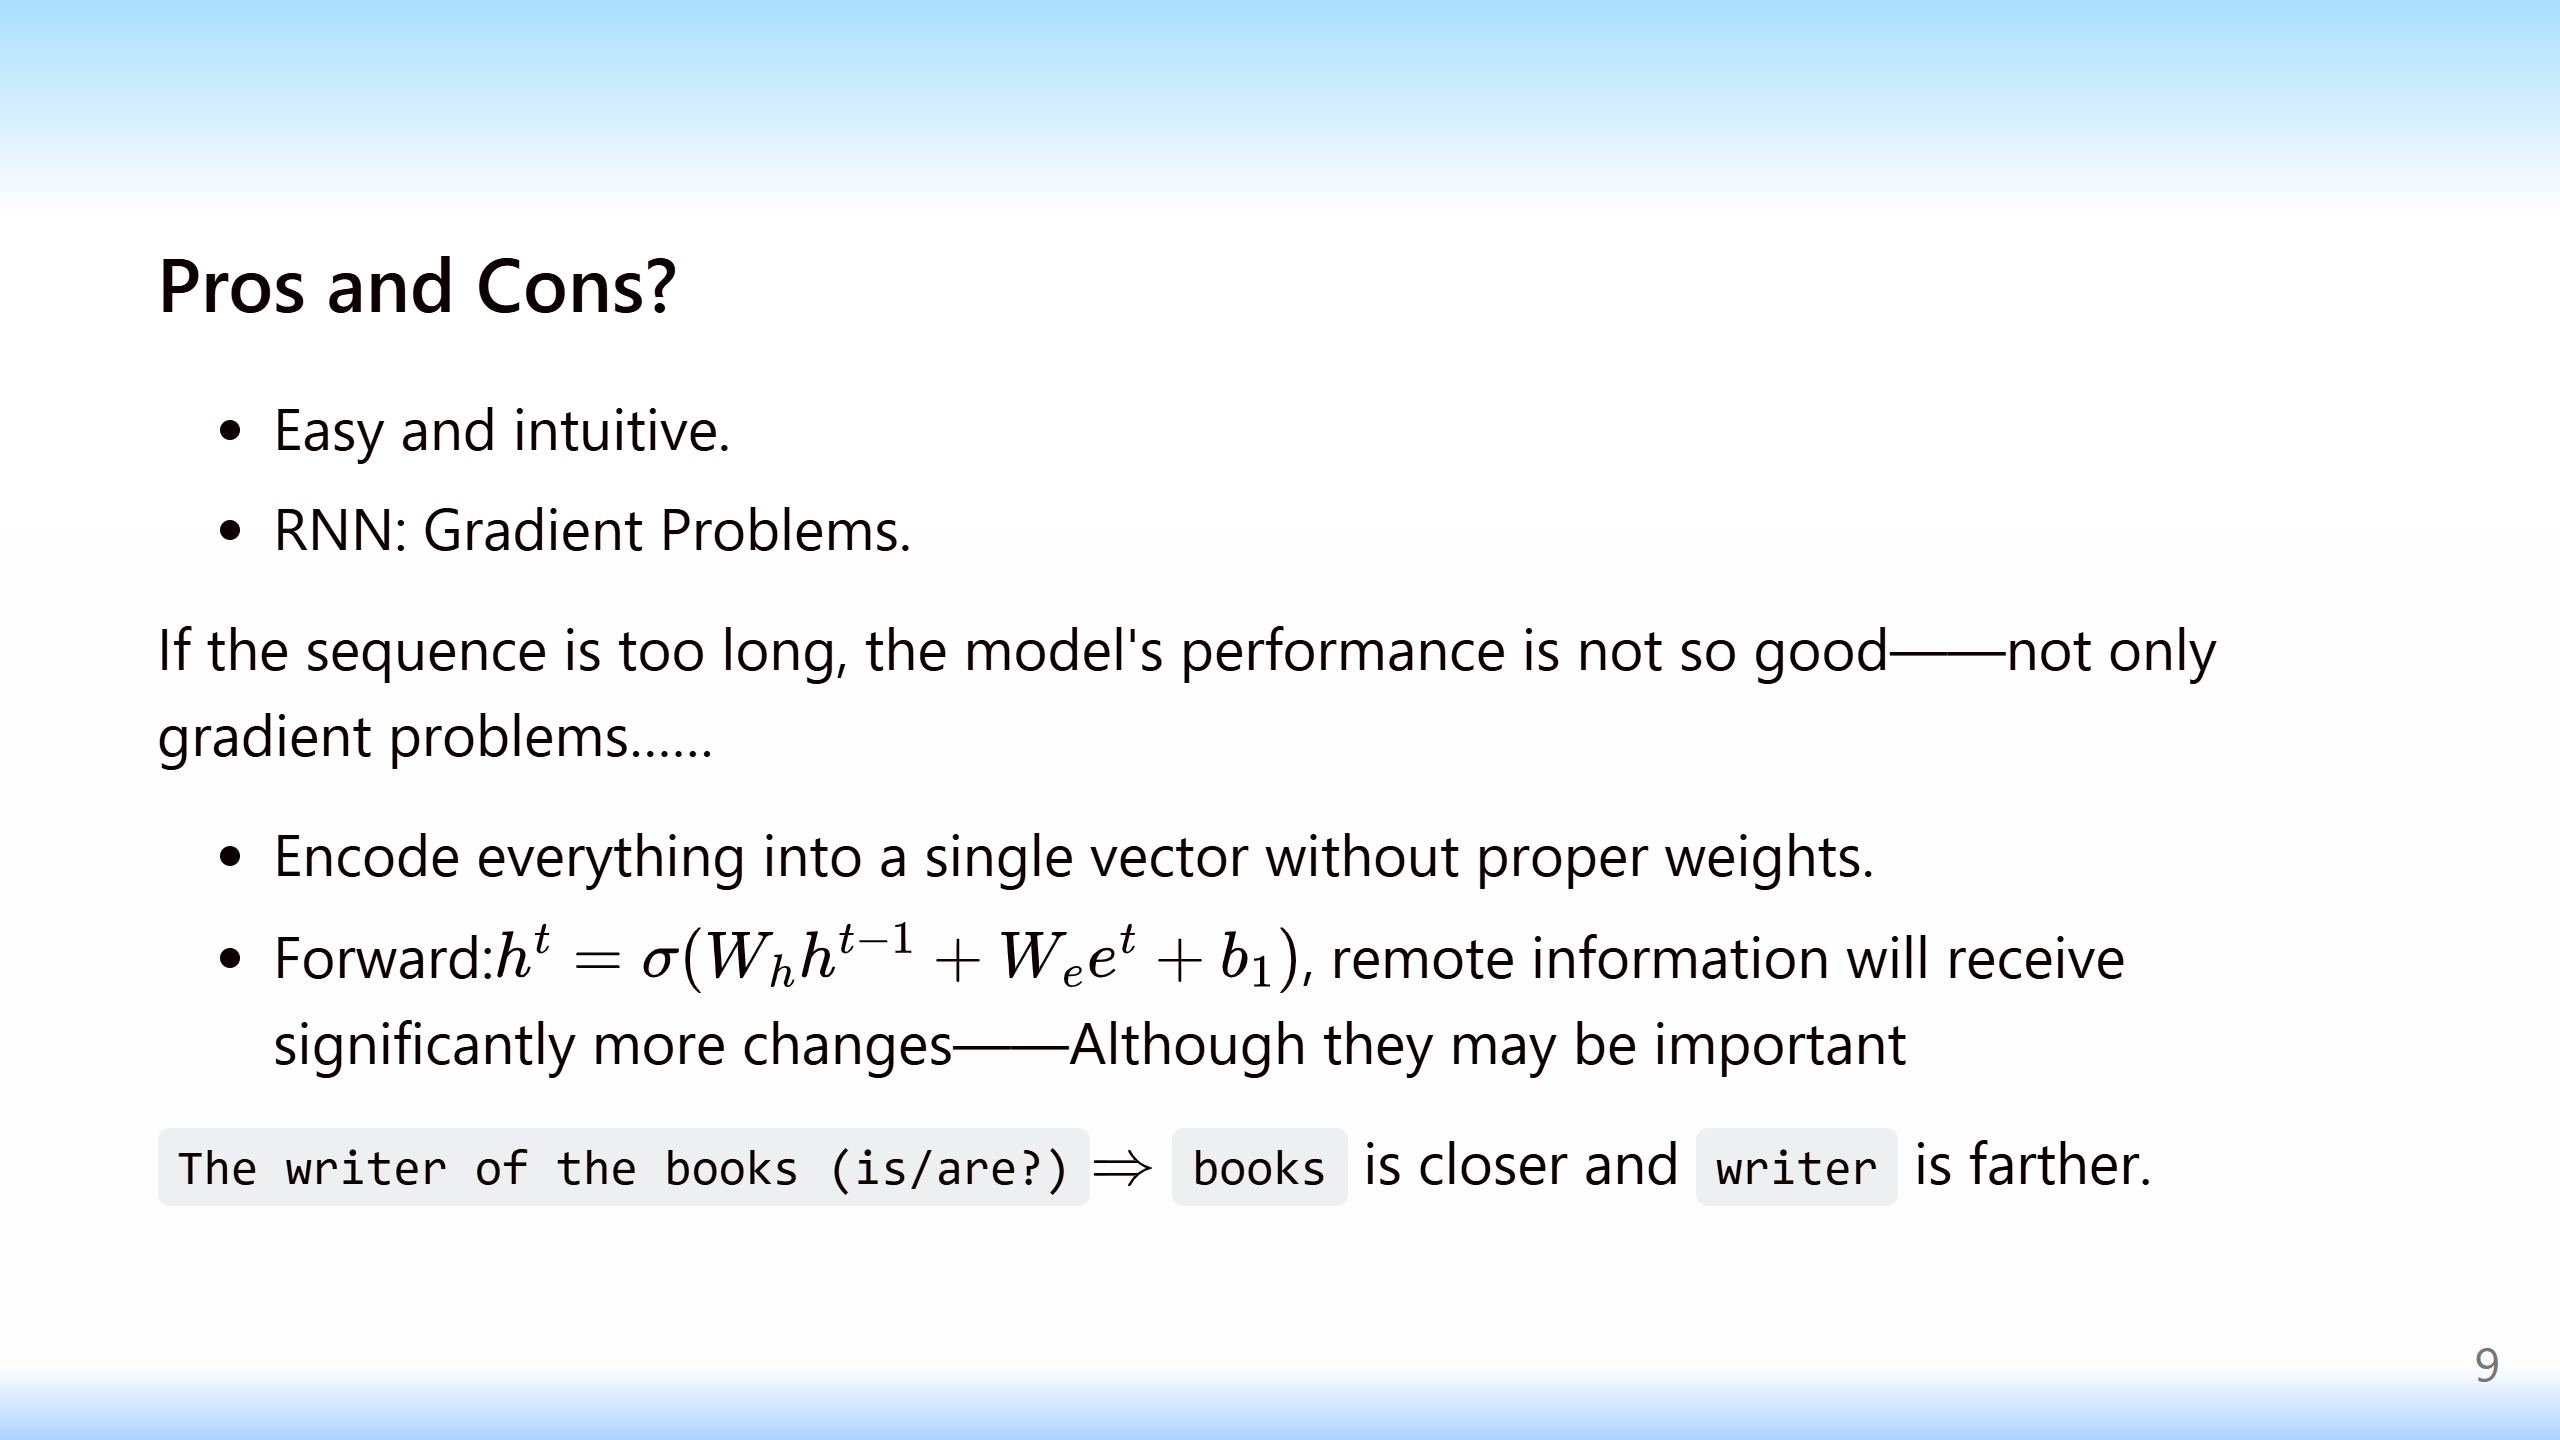 Pros and Cons?
• Easy and intuitive.
• RNN: Gradient Problems.
If the sequence is too long, the model's performance is not so good——not only
gradient problems......
• Encode everything into a single vector without proper weights.
• Forward:$h^t = \sigma(W_h h^{t-1} + W_e e^t + b_1)$, remote information will receive
significantly more changes——Although they may be important
The writer of the books (is/are?) ⇒ books is closer and writer is farther.
9